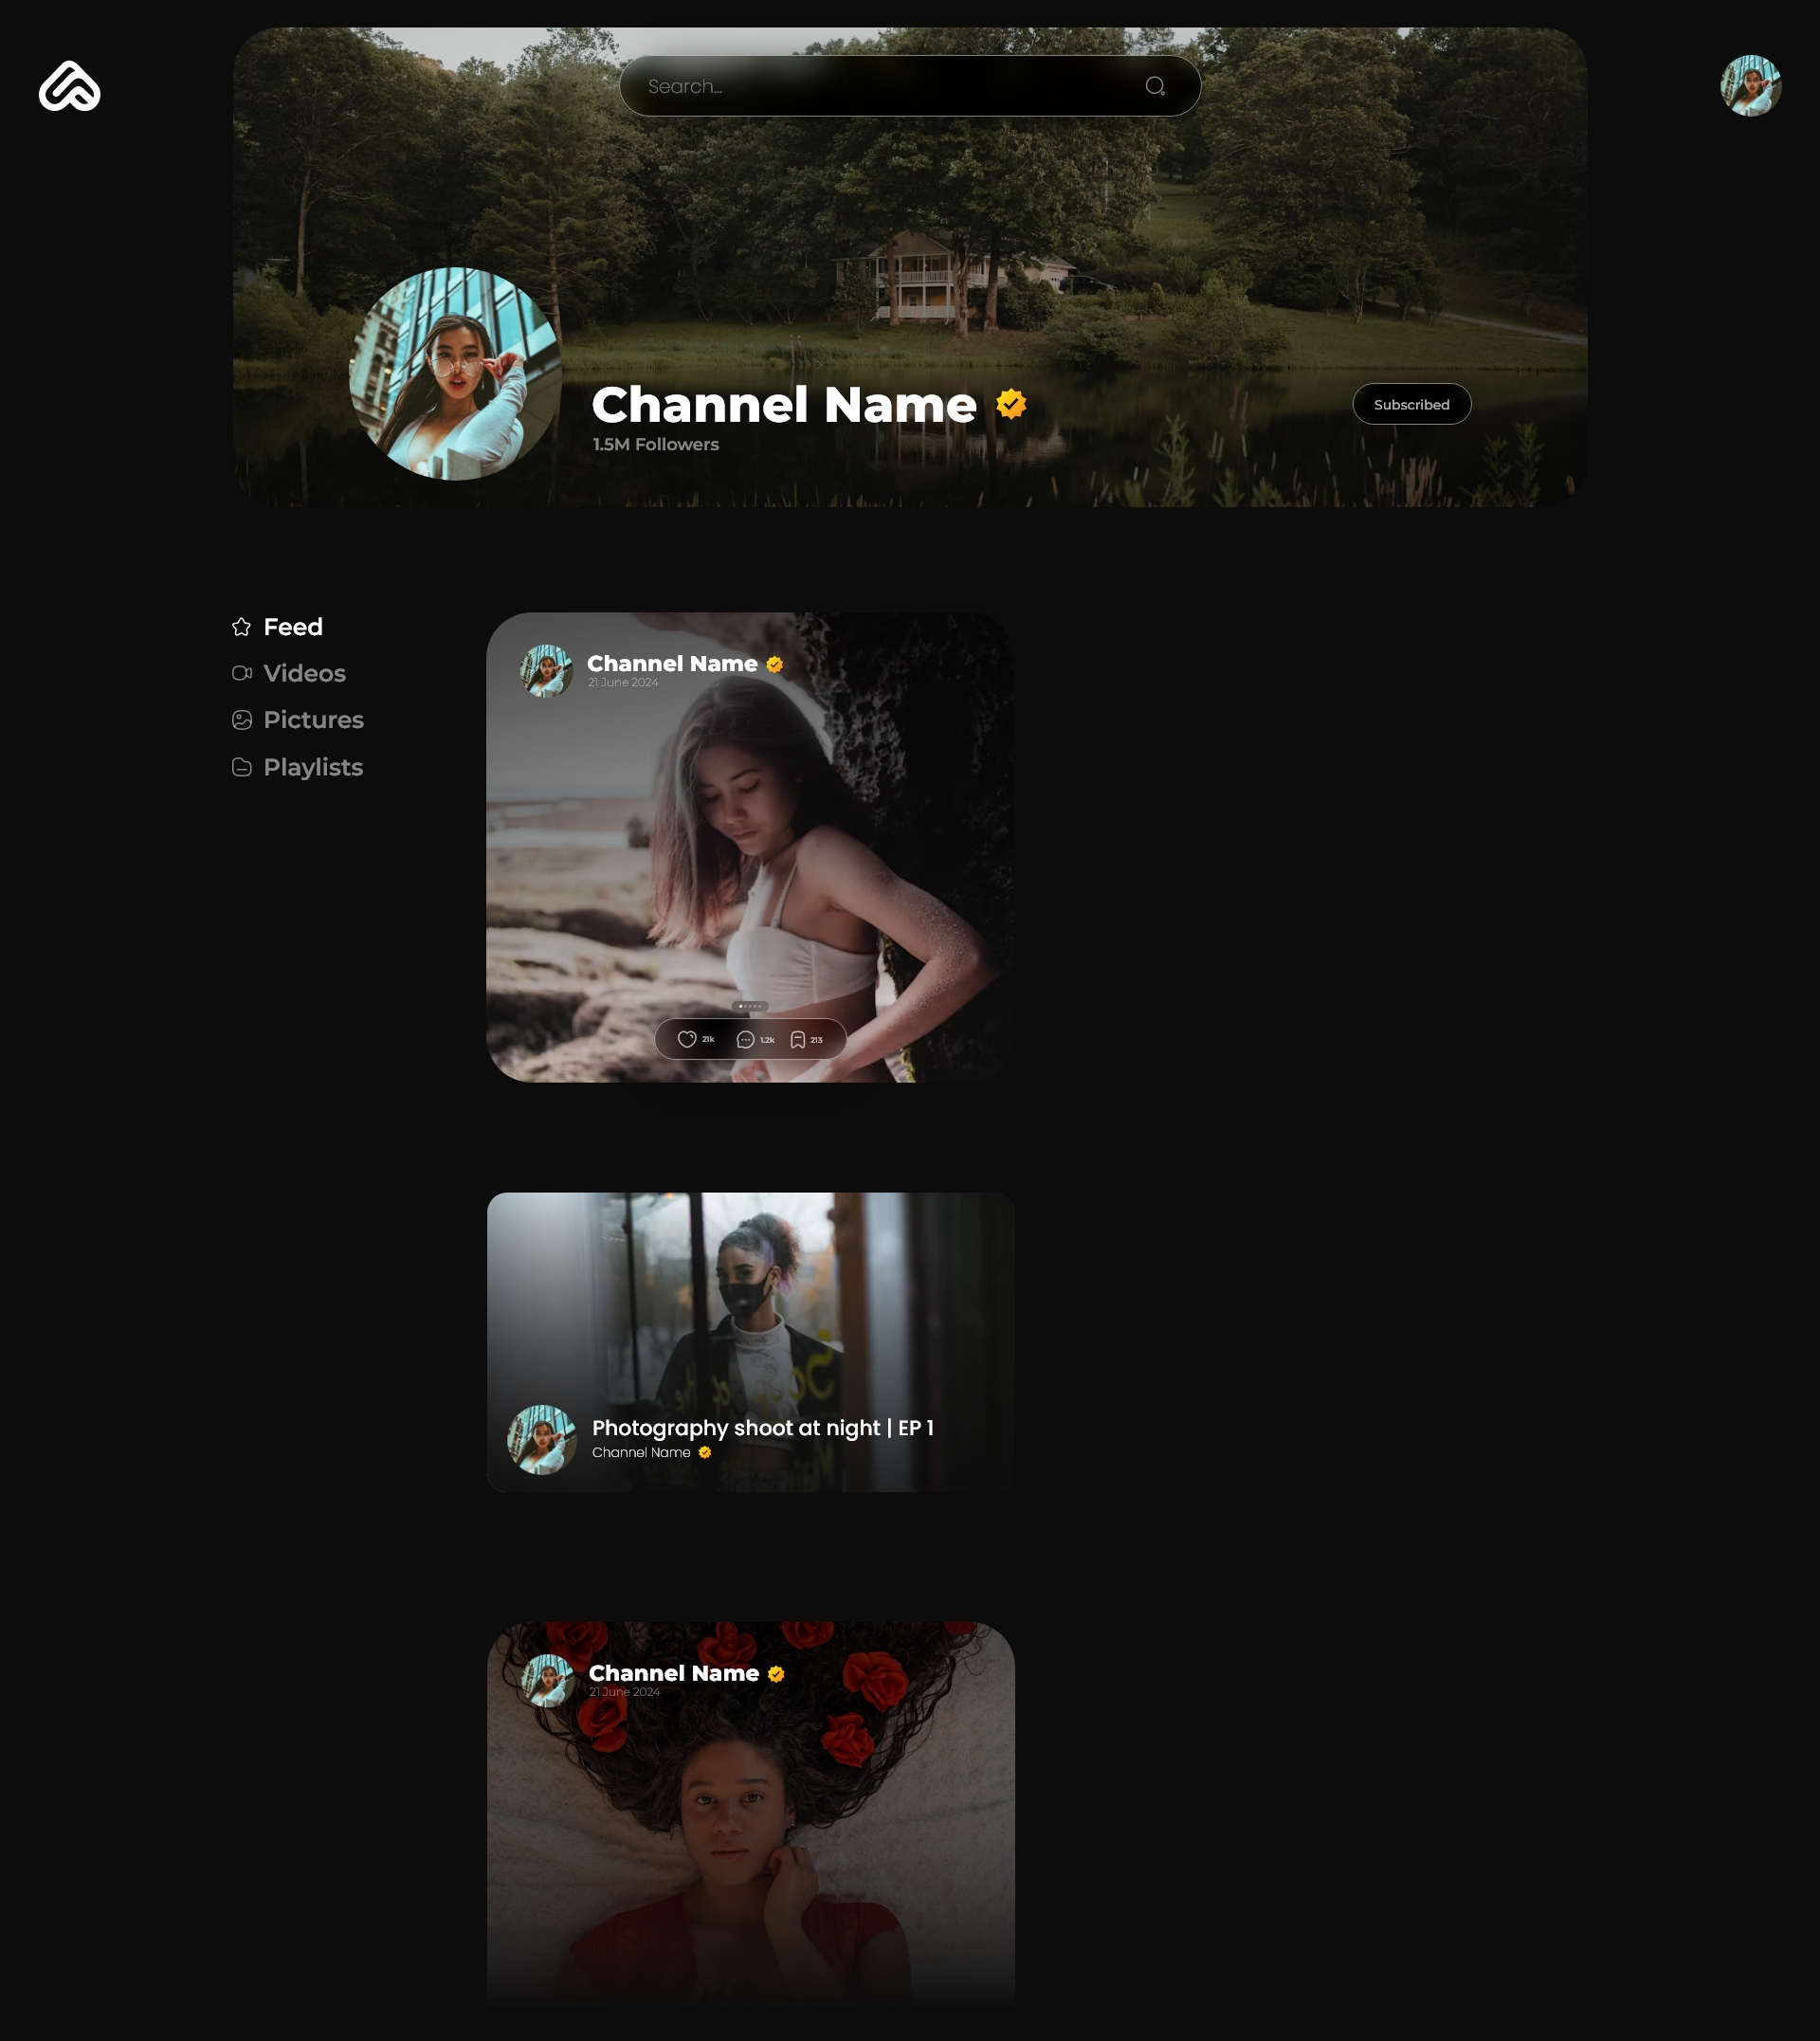 Search...
Channel Name
1.5M Followers
Subscribed
Feed
Videos
Pictures
Playlists
Channel Name
21 June 2024
21k
1.2k
213
Photography shoot at night | EP 1
Channel Name
Channel Name
21 June 2024